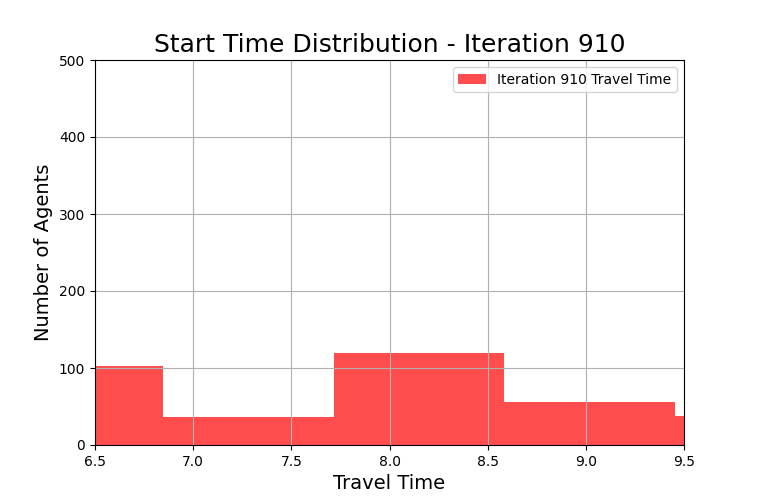 Start Time Distribution - Iteration 910
Iteration 910 Travel Time
Number of Agents
500
400
300
200
100
0
6.5 7.0 7.5 8.0 8.5 9.0 9.5
Travel Time